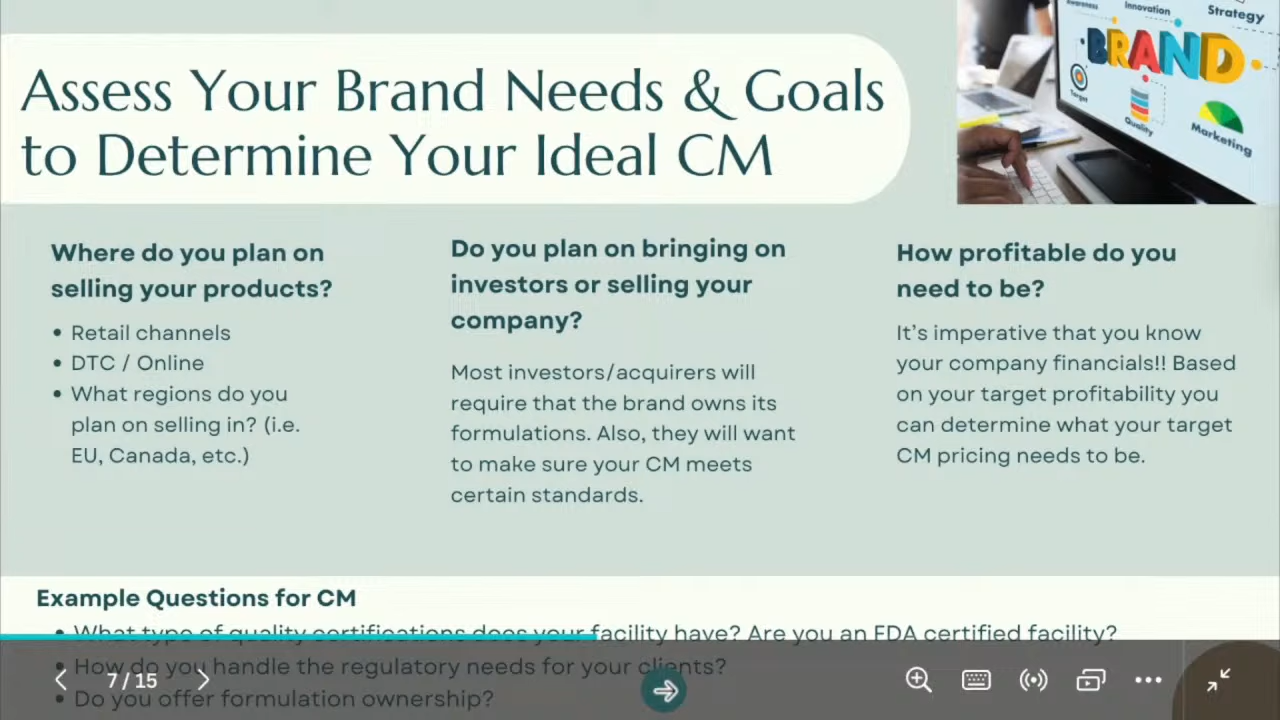 Assess Your Brand Needs & Goals
to Determine Your Ideal CM
Awareness
Innovation
Strategy
BRAND
Target
Quality
Marketing
Where do you plan on
selling your products?
• Retail channels
• DTC / Online
• What regions do you
plan on selling in? (i.e.
EU, Canada, etc.)
Do you plan on bringing on
investors or selling your
company?
Most investors/acquirers will
require that the brand owns its
formulations. Also, they will want
to make sure your CM meets
certain standards.
How profitable do you
need to be?
It's imperative that you know
your company financials!! Based
on your target profitability you
can determine what your target
CM pricing needs to be.
Example Questions for CM
• What type of quality certifications does your facility have? Are you an FDA certified facility?
• How do you handle the regulatory needs for your clients?
• Do you offer formulation ownership?
7 / 15